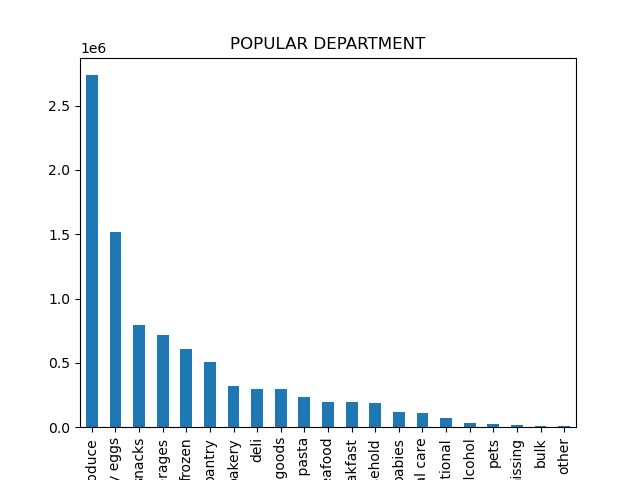 POPULAR DEPARTMENT
1e6
2.5
2.0
1.5
1.0
0.5
0.0
oduce
y eggs
snacks
erages
frozen
pantry
bakery
deli
goods
pasta
eafood
akfast
ehold
babies
l care
tional
lcohol
pets
issing
bulk
other